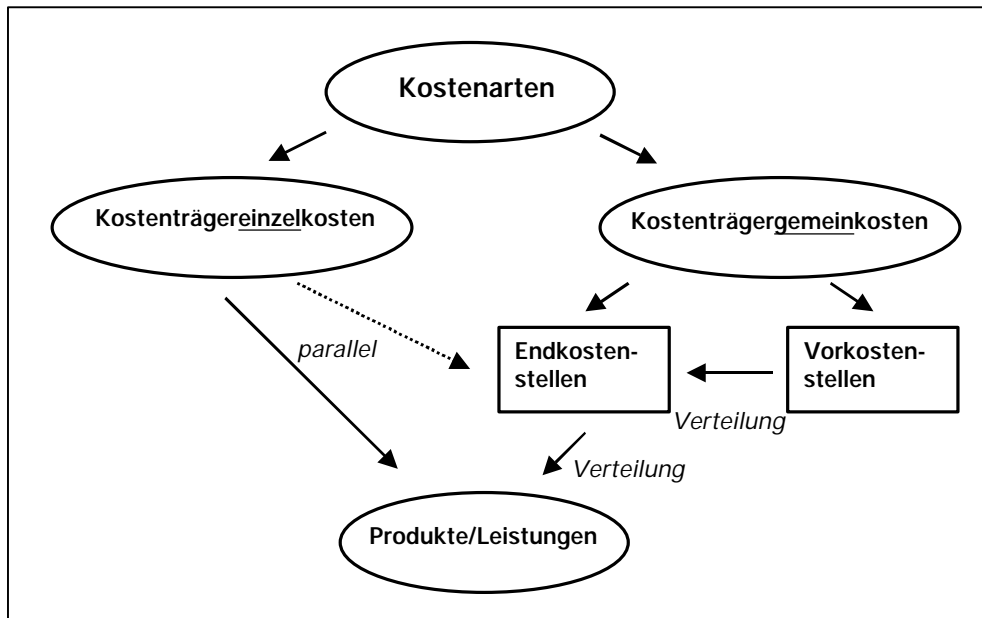 Kostenarten
Kostenträgereinzelkosten
Kostenträgergemeinkosten
parallel
Endkosten-
stellen
Vorkosten-
stellen
Verteilung
Verteilung
Produkte/Leistungen